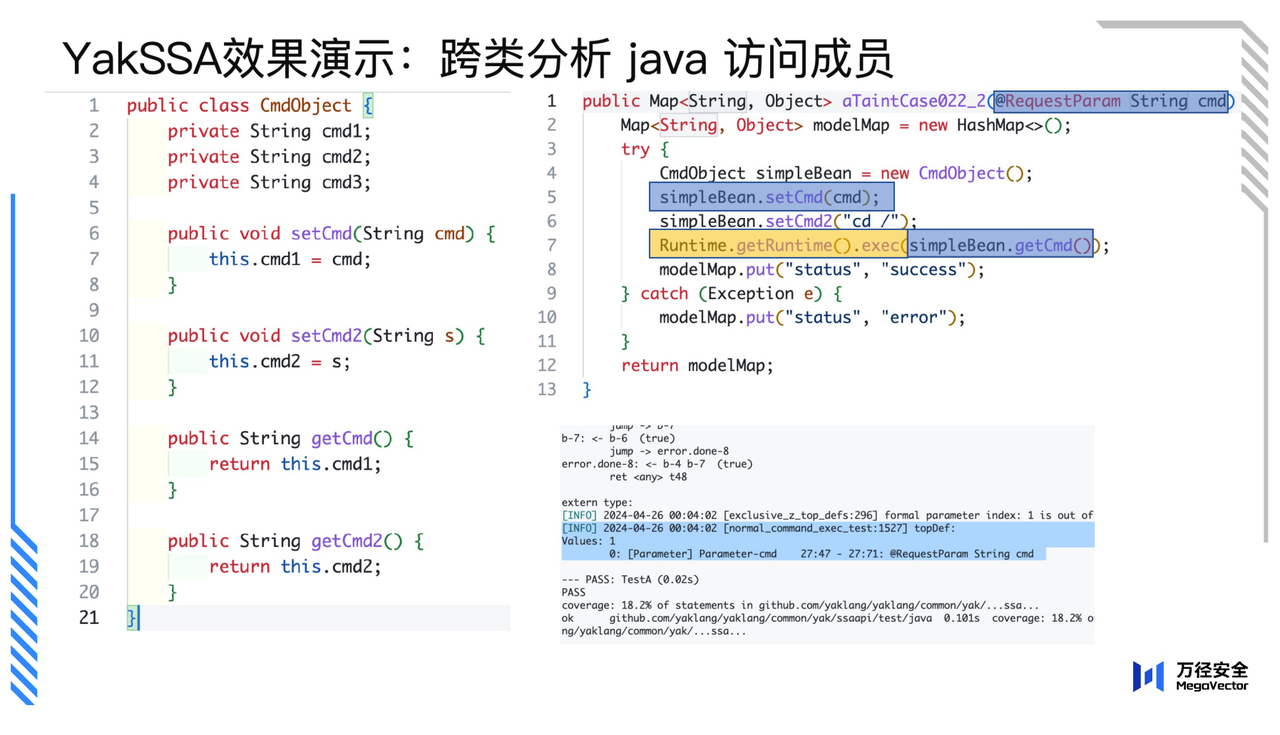 YakSSA效果演示：跨类分析 java 访问成员
1 public class CmdObject {
2 private String cmd1;
3 private String cmd2;
4 private String cmd3;
5
6 public void setCmd(String cmd) {
7 this.cmd1 = cmd;
8 }
9
10 public void setCmd2(String s) {
11 this.cmd2 = s;
12 }
13
14 public String getCmd() {
15 return this.cmd1;
16 }
17
18 public String getCmd2() {
19 return this.cmd2;
20 }
21 }
1 public Map<String, Object> aTaintCase022_2(@RequestParam String cmd)
2 Map<String, Object> modelMap = new HashMap<>();
3 try {
4 CmdObject simpleBean = new CmdObject();
5 simpleBean.setCmd(cmd);
6 simpleBean.setCmd2("cd /");
7 Runtime.getRuntime().exec(simpleBean.getCmd());
8 modelMap.put("status", "success");
9 } catch (Exception e) {
10 modelMap.put("status", "error");
11 }
12 return modelMap;
13 }
jump -> b-7
b-7: <- b-6 (true)
jump -> error.done-8
error.done-8: <- b-4 b-7 (true)
ret <any> t48
extern type:
[INFO] 2024-04-26 00:04:02 [exclusive_z_top_defs:296] formal parameter index: 1 is out of
[INFO] 2024-04-26 00:04:02 [normal_command_exec_test:1527] topDef:
Values: 1
0: [Parameter] Parameter-cmd 27:47 - 27:71: @RequestParam String cmd
--- PASS: TestA (0.02s)
PASS
coverage: 18.2% of statements in github.com/yaklang/yaklang/common/yak/...ssa...
ok github.com/yaklang/yaklang/common/yak/ssaapi/test/java 0.101s coverage: 18.2% o
ng/yaklang/common/yak/...ssa...
万径安全
MegaVector